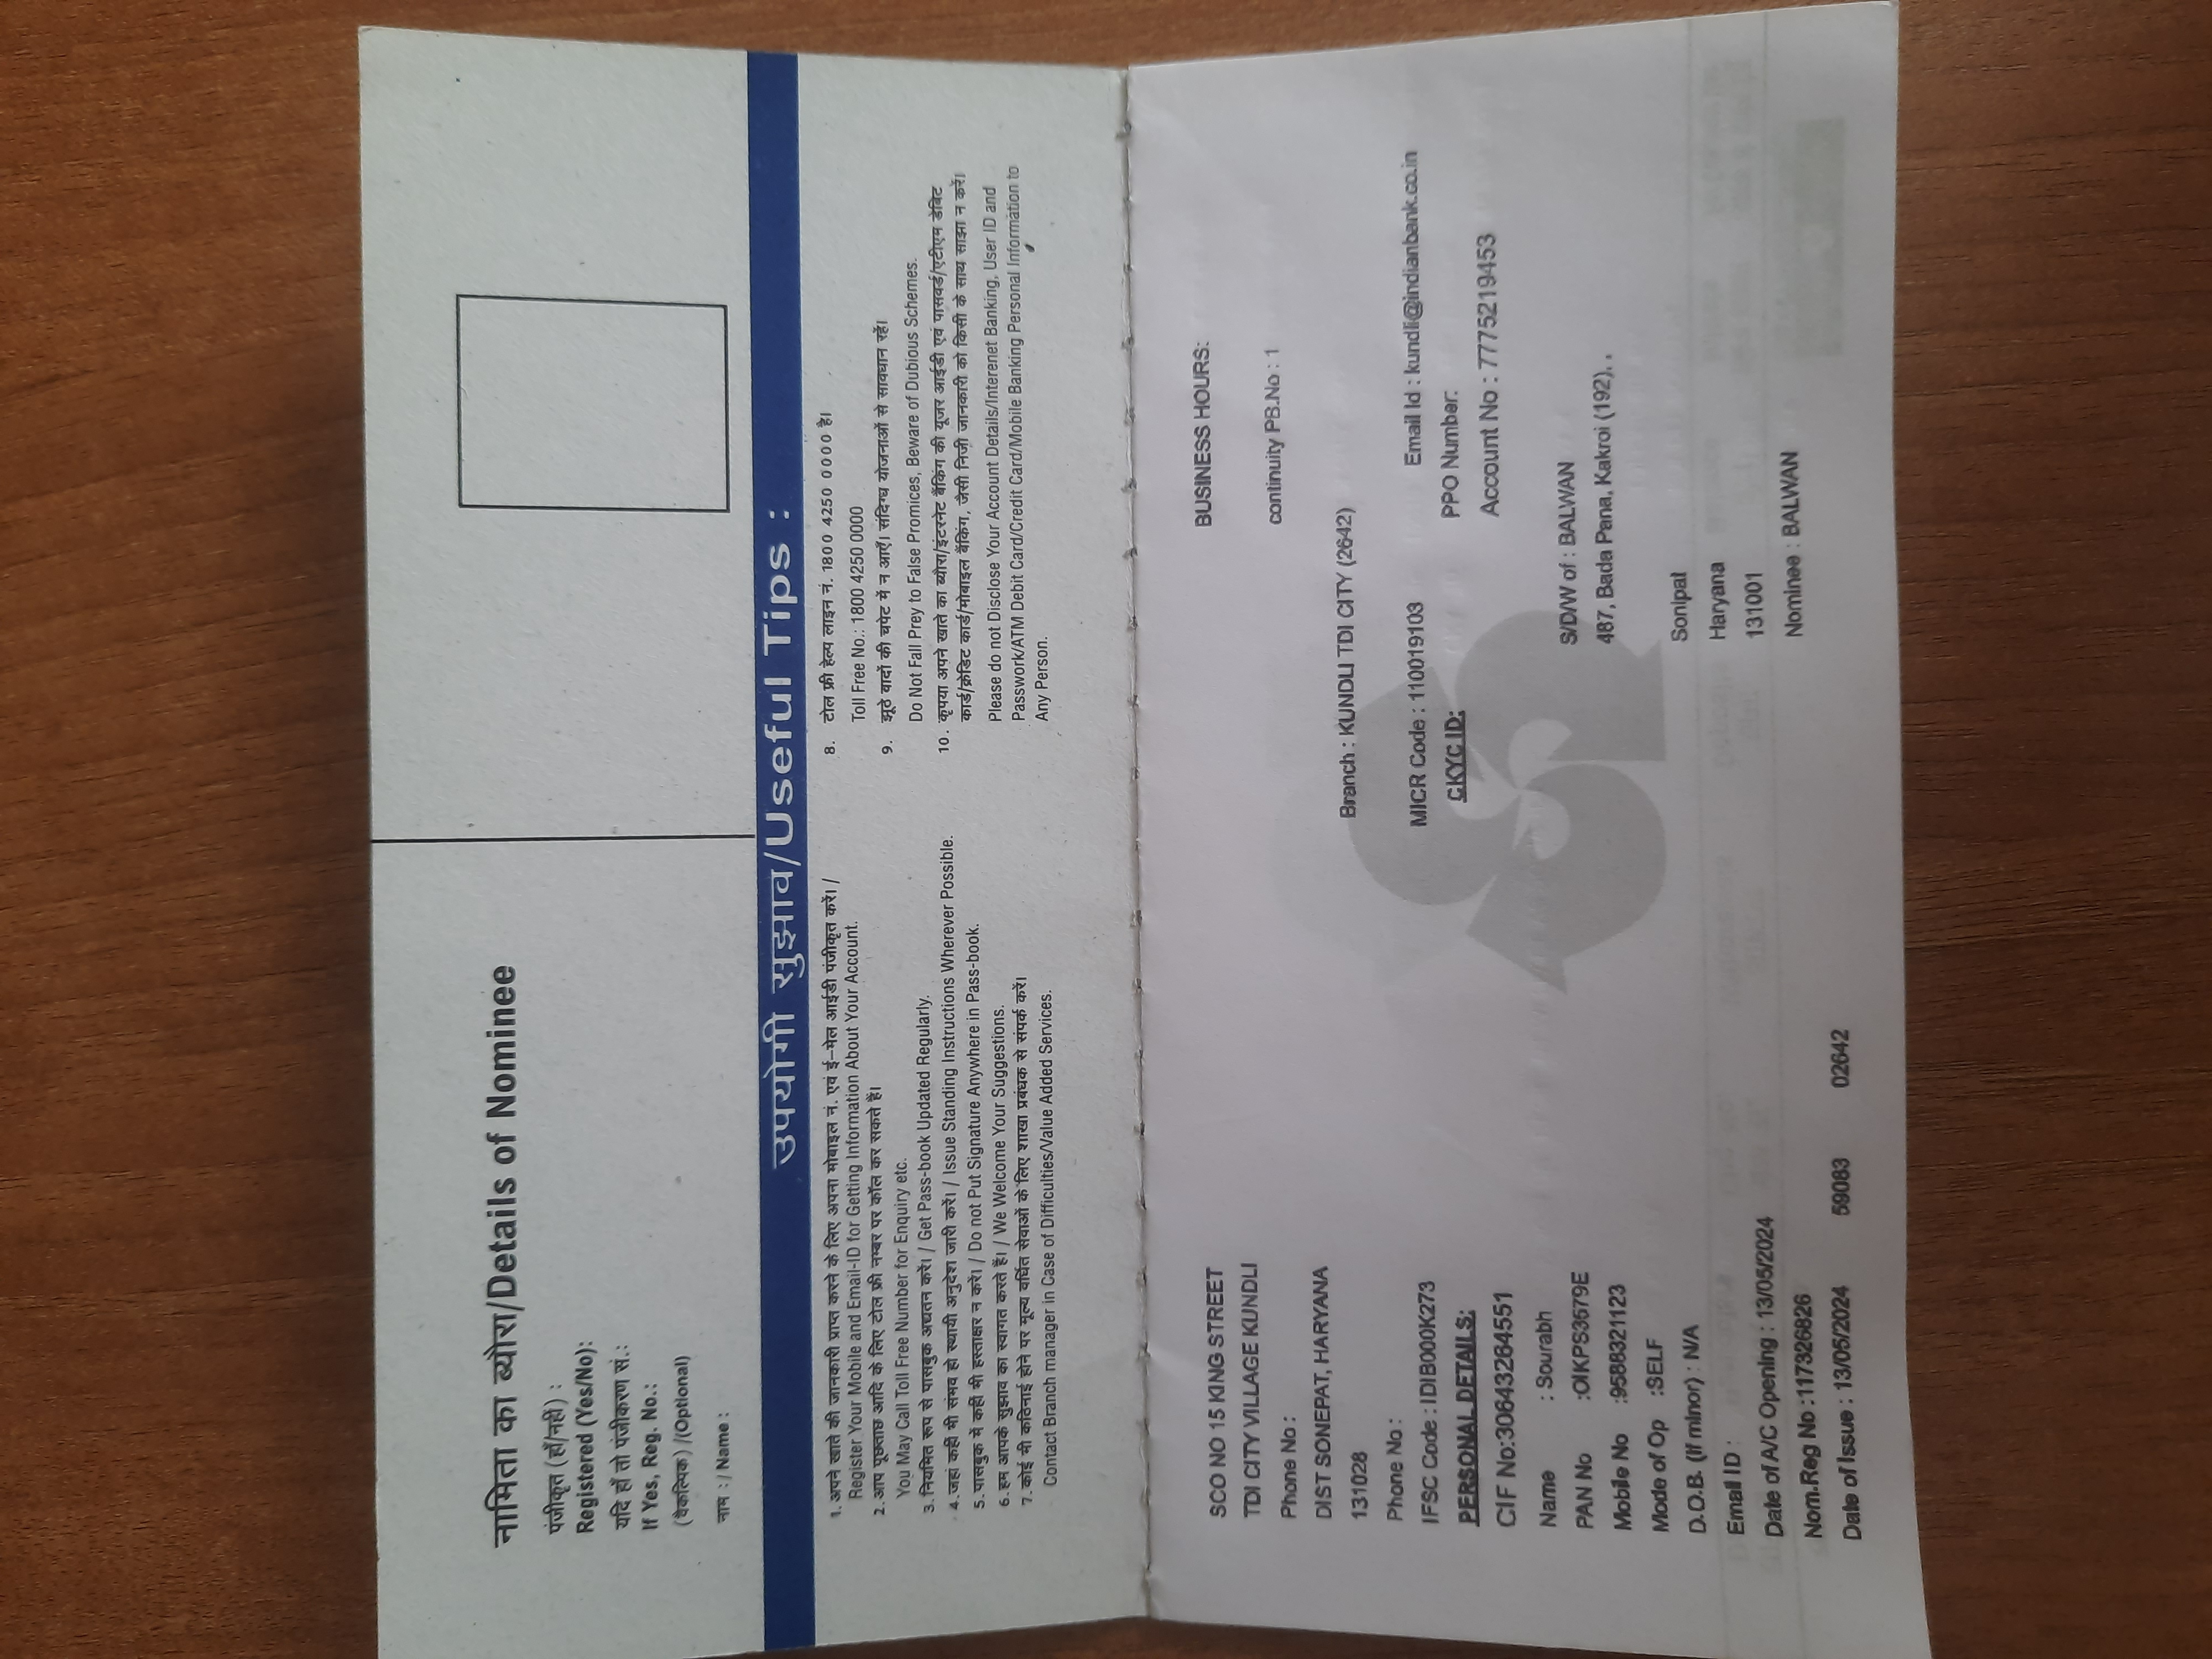 नामिता का ब्यौरा/Details of Nominee
पंजीकृत (हाँ/नहीं) :
Registered (Yes/No):
यदि हाँ तो पंजीकरण सं.:
If Yes, Reg. No.:
(वैकल्पिक) /(Optional)
नाम :/ Name :
उपयोगी सुझाव/Useful Tips :
1. अपने खाते की जानकारी प्राप्त करने के लिए अपना मोबाइल नं. एवं ई–मेल आईडी पंजीकृत करें। /
Register Your Mobile and Email-ID for Getting Information About Your Account.
2. आप पूछताछ आदि के लिए टोल फ्री नम्बर पर कॉल कर सकते हैं।
You May Call Toll Free Number for Enquiry etc.
3. नियमित रूप से पासबुक अद्यतन करें। / Get Pass-book Updated Regularly.
4. जहां कहीं भी संभव हो स्थायी अनुदेश जारी करें। / Issue Standing Instructions Wherever Possible.
5. पासबुक में कहीं भी हस्ताक्षर न करें। / Do not Put Signature Anywhere in Pass-book.
6. हम आपके सुझाव का स्वागत करते हैं। / We Welcome Your Suggestions.
7. कोई भी कठिनाई होने पर मूल्य वर्धित सेवाओं के लिए शाखा प्रबंधक से संपर्क करें।
Contact Branch manager in Case of Difficulties/Value Added Services.
8. टोल फ्री हेल्प लाइन नं. 1800 4250 0000 है।
Toll Free No.: 1800 4250 0000
9. झूठे वादों की चपेट में न आएँ। संदिग्ध योजनाओं से सावधान रहें।
Do Not Fall Prey to False Promices, Beware of Dubious Schemes.
10. कृपया अपने खाते का ब्यौरा/इंटरनेट बैंकिंग की यूजर आईडी एवं पासवर्ड/एटीएम डेबिट
कार्ड/क्रेडिट कार्ड/मोबाइल बैंकिंग, जैसी निजी जानकारी को किसी के साथ साझा न करें।
Please do not Disclose Your Account Details/Interenet Banking, User ID and
Passwork/ATM Debit Card/Credit Card/Mobile Banking Personal Information to
Any Person.
SCO NO 15 KING STREET
BUSINESS HOURS:
TDI CITY VILLAGE KUNDLI
Phone No :
continuity PB.No : 1
DIST SONEPAT, HARYANA
131028
Branch : KUNDLI TDI CITY (2642)
Phone No :
IFSC Code : IDIB000K273
MICR Code : 110019103
Email Id : kundli@indianbank.co.in
PERSONAL DETAILS:
CKYC ID:
PPO Number:
CIF No:30643264551
Account No : 7775219453
Name : Sourabh
PAN No :OIKPS3679E
S/D/W of : BALWAN
Mobile No :9588321123
487, Bada Pana, Kakroi (192), .
Mode of Op :SELF
D.O.B. (If minor) : N/A
Sonipat
Email ID :
Haryana
Date of A/C Opening : 13/05/2024
131001
Nom.Reg No :117326826
Nominee : BALWAN
Date of Issue : 13/05/2024 59083 02642